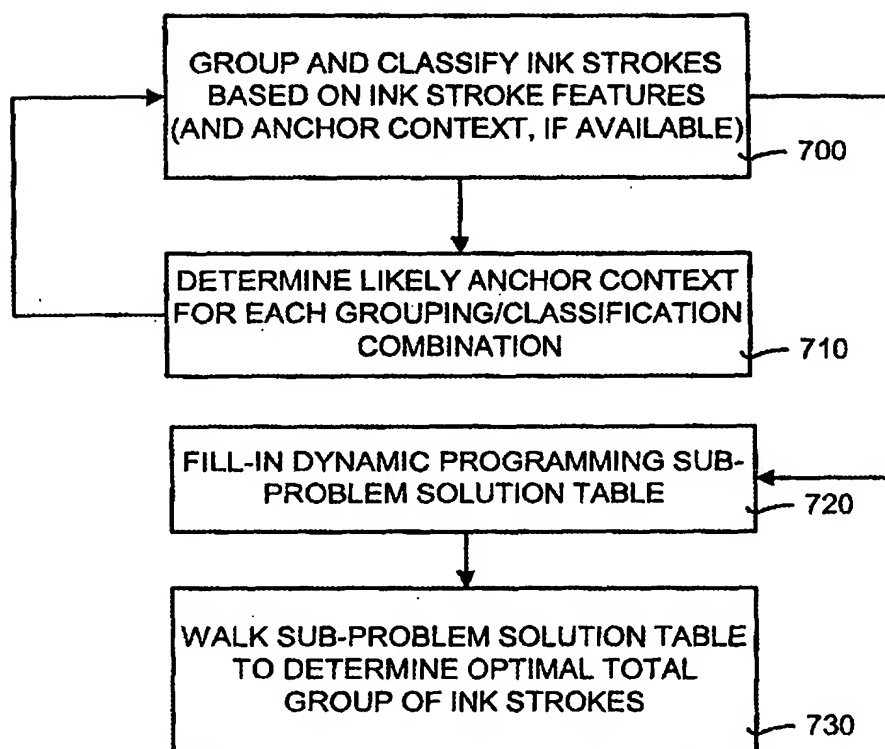 GROUP AND CLASSIFY INK STROKES
BASED ON INK STROKE FEATURES
(AND ANCHOR CONTEXT, IF AVAILABLE)
700
DETERMINE LIKELY ANCHOR CONTEXT
FOR EACH GROUPING/CLASSIFICATION
COMBINATION
710
FILL-IN DYNAMIC PROGRAMMING SUB-
PROBLEM SOLUTION TABLE
720
WALK SUB-PROBLEM SOLUTION TABLE
TO DETERMINE OPTIMAL TOTAL
GROUP OF INK STROKES
730